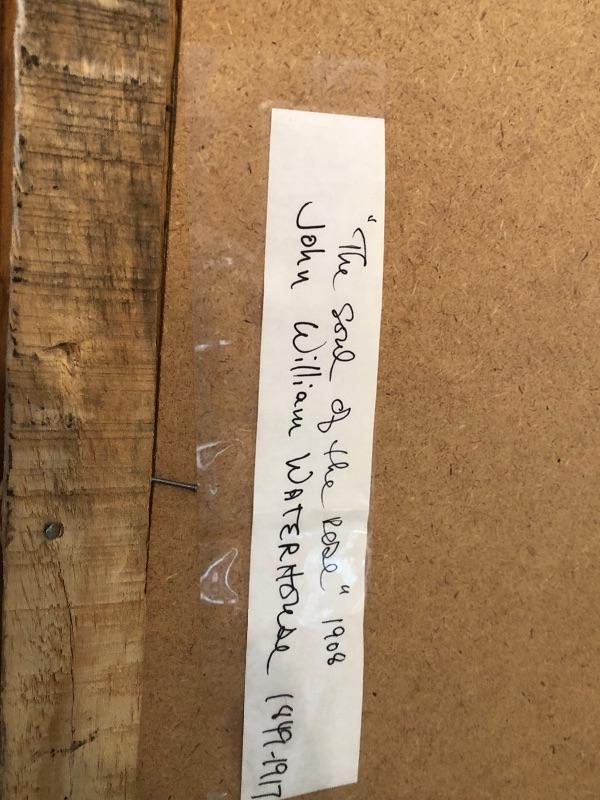 "The Soul of the Rose" 1908
John William Waterhouse 1849-1917